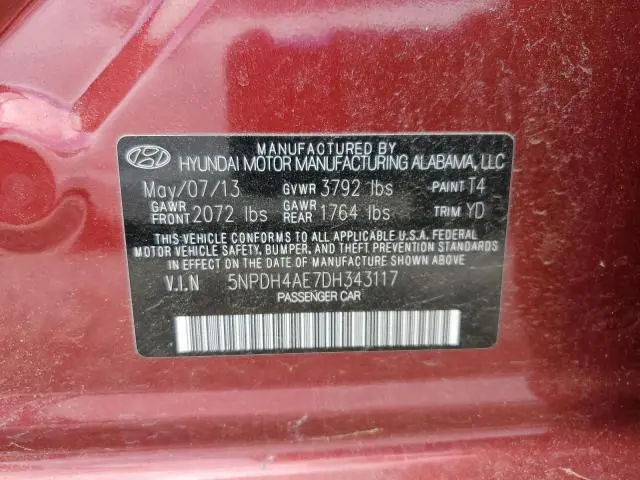 MANUFACTURED BY
HYUNDAI MOTOR MANUFACTURING ALABAMA, LLC
May/07/13 GVWR 3792 lbs PAINT T4
GAWR FRONT 2072 lbs GAWR REAR 1764 lbs TRIM YD
THIS VEHICLE CONFORMS TO ALL APPLICABLE U.S.A. FEDERAL
MOTOR VEHICLE SAFETY, BUMPER, AND THEFT PREVENTION STANDARDS
IN EFFECT ON THE DATE OF MANUFACTURE SHOWN ABOVE.
V.I.N 5NPDH4AE7DH343117
PASSENGER CAR